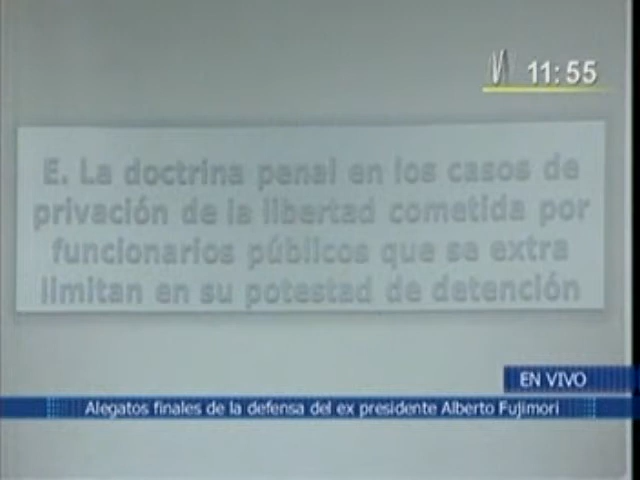 11:55
E. La doctrina penal en los casos de
privación de la libertad cometida por
funcionarios públicos que se extra
limitan en su potestad de detención
EN VIVO
Alegatos finales de la defensa del ex presidente Alberto Fujimori